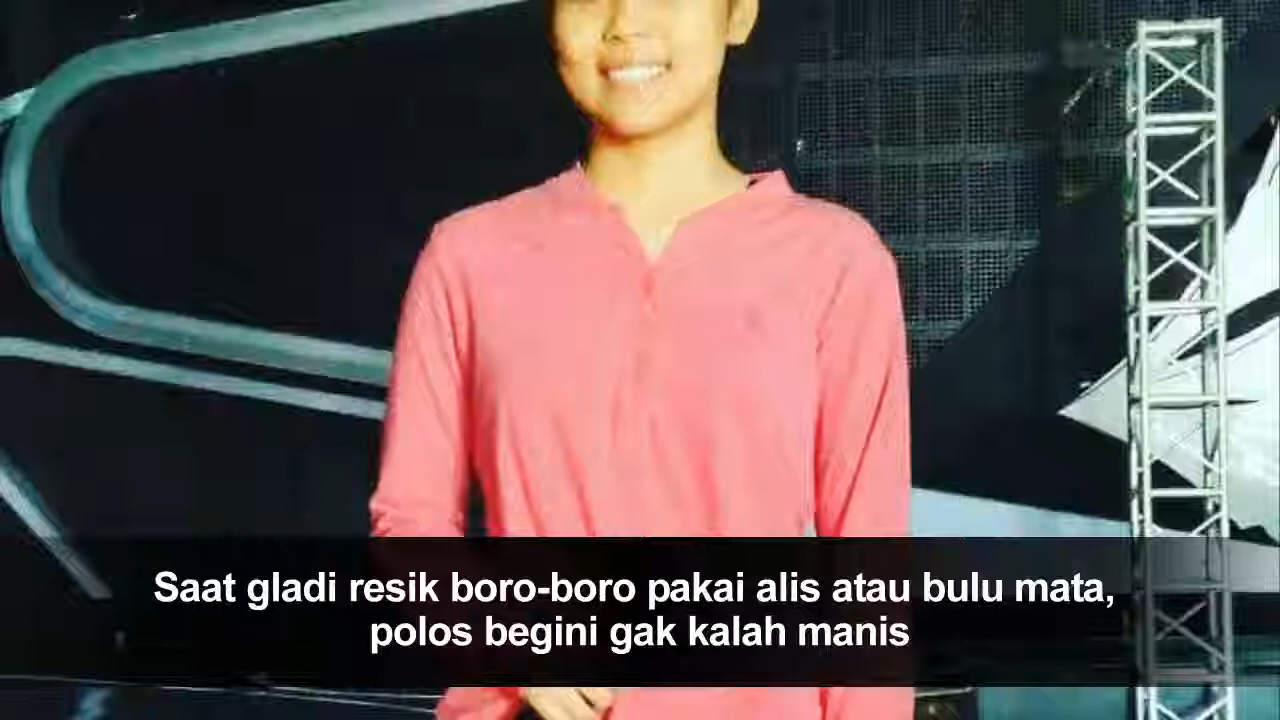 Saat gladi resik boro-boro pakai alis atau bulu mata,
polos begini gak kalah manis